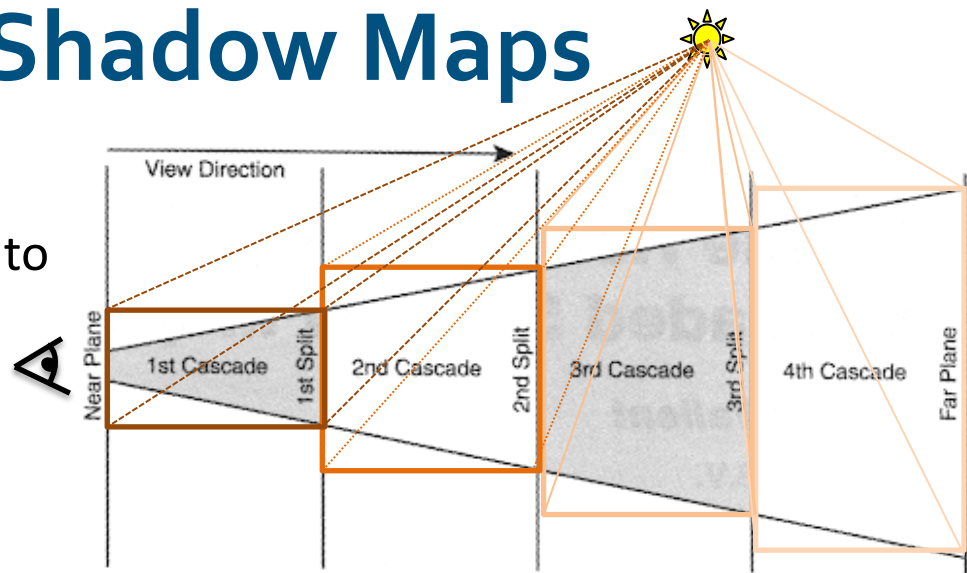 Shadow Maps
View Direction
to
Near Plane
1st Cascade
1st Split
2nd Cascade
2nd Split
3rd Cascade
3rd Split
4th Cascade
Far Plane